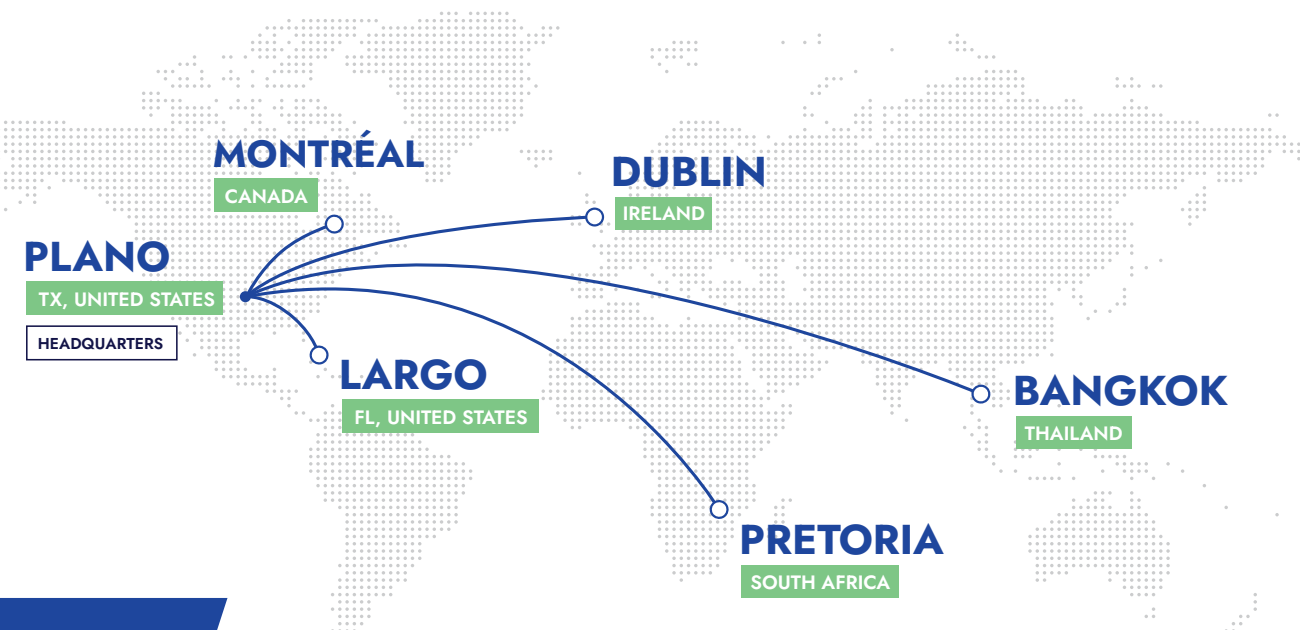 MONTRÉAL
CANADA
DUBLIN
IRELAND
PLANO
TX, UNITED STATES
HEADQUARTERS
LARGO
FL, UNITED STATES
BANGKOK
THAILAND
PRETORIA
SOUTH AFRICA